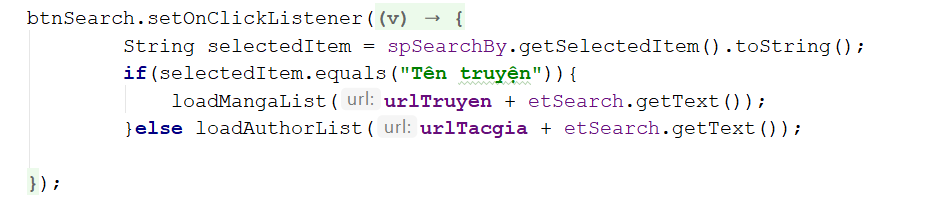 btnSearch.setOnClickListener((v) → {
String selectedItem = spSearchBy.getSelectedItem().toString();
if(selectedItem.equals("Tên truyện")){
loadMangaList( url: urlTruyen + etSearch.getText());
}else loadAuthorList( url: urlTacgia + etSearch.getText());
});